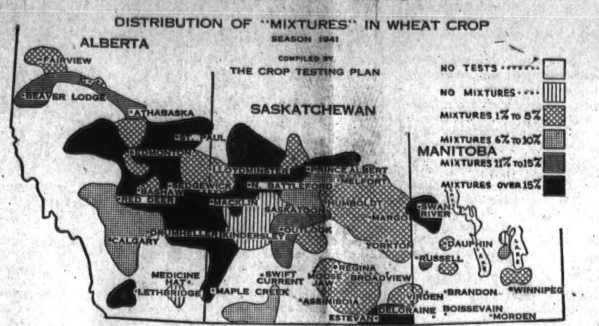 DISTRIBUTION OF "MIXTURES" IN WHEAT CROP
SEASON 1941
COMPILED BY
THE CROP TESTING PLAN
ALBERTA
SASKATCHEWAN
MANITOBA
NO TESTS
NO MIXTURES
MIXTURES 1% TO 5%
MIXTURES 6% TO 10%
MIXTURES 11% TO 15%
MIXTURES OVER 15%
FAIRVIEW
BEAVER LODGE
ATHABASKA
ST. PAUL
EDMONTON
LLOYDMINSTER
PRINCE ALBERT
MELFORT
SEDGEWICK
N. BATTLEFORD
RED DEER
MACKLIN
HUMBOLDT
SASKATOON
SWAN
RIVER
MARGO
DRUMHELLER
KINDERSLEY
OUTLOOK
CALGARY
YORKTON
DAUPHIN
LAKE
RUSSELL
MEDICINE
HAT
SWIFT
CURRENT
REGINA
MOOSE
JAW
BROADVIEW
LETHBRIDGE
MAPLE
CREEK
ASSINIBOIA
VIRDEN
BRANDON
WINNIPEG
DELORAINE
BOISSEVAIN
ESTEVAN
MORDEN